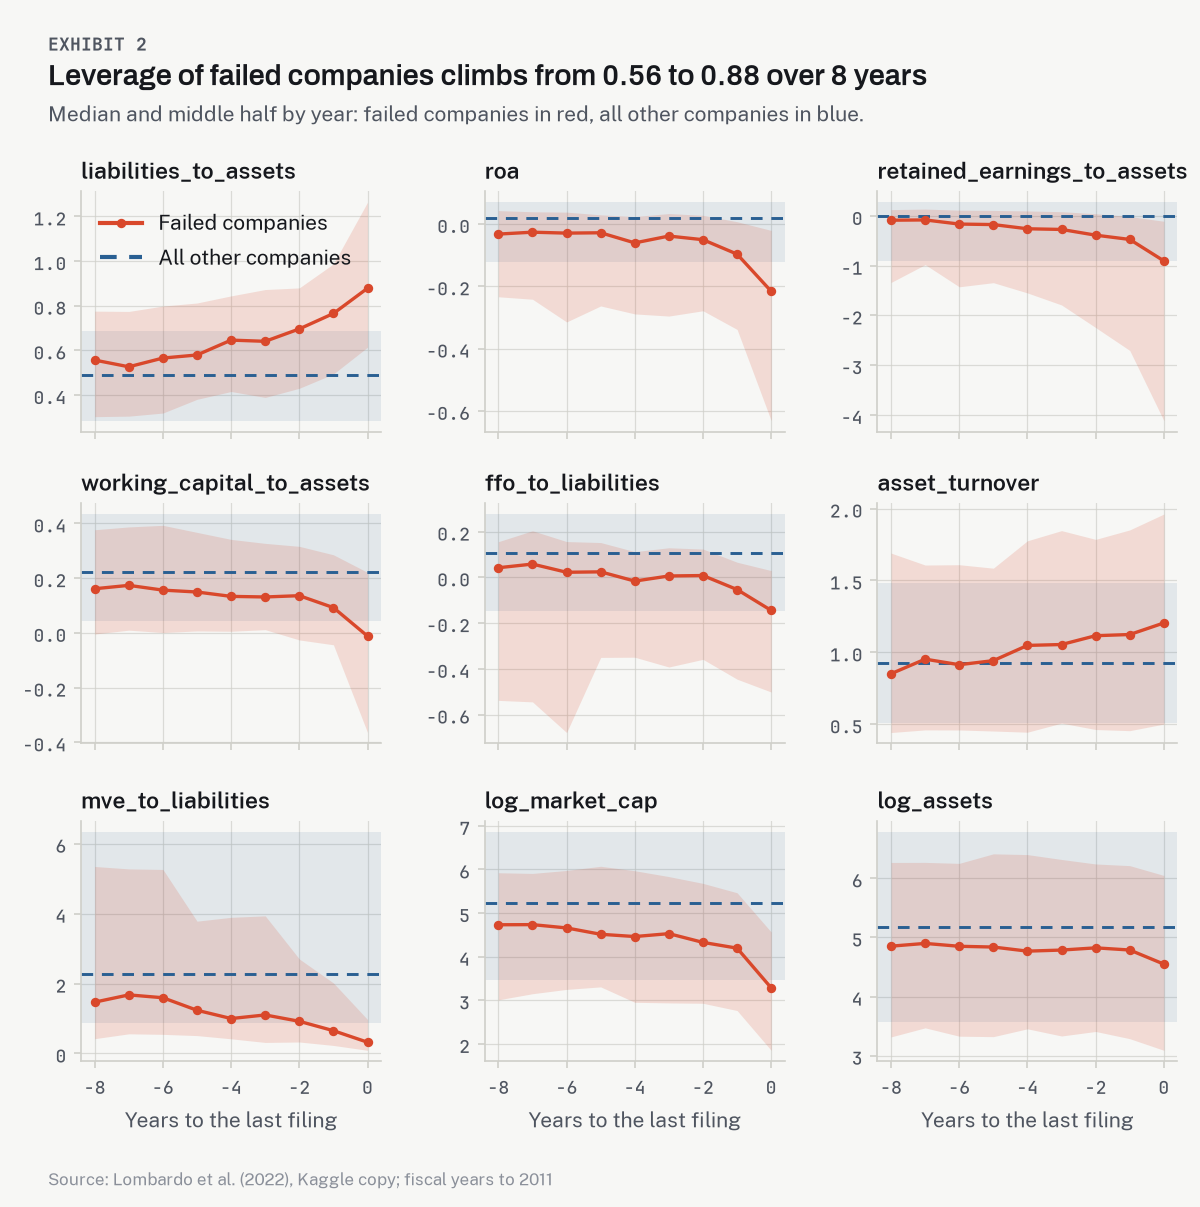 EXHIBIT 2
Leverage of failed companies climbs from 0.56 to 0.88 over 8 years
Median and middle half by year: failed companies in red, all other companies in blue.
liabilities_to_assets
1.2
1.0
0.8
0.6
0.4
Failed companies
All other companies
roa
0.0
-0.2
-0.4
-0.6
retained_earnings_to_assets
0
-1
-2
-3
-4
working_capital_to_assets
0.4
0.2
0.0
-0.2
-0.4
ffo_to_liabilities
0.2
0.0
-0.2
-0.4
-0.6
asset_turnover
2.0
1.5
1.0
0.5
mve_to_liabilities
6
4
2
0
-8 -6 -4 -2 0
Years to the last filing
log_market_cap
7
6
5
4
3
2
-8 -6 -4 -2 0
Years to the last filing
log_assets
6
5
4
3
-8 -6 -4 -2 0
Years to the last filing
Source: Lombardo et al. (2022), Kaggle copy; fiscal years to 2011